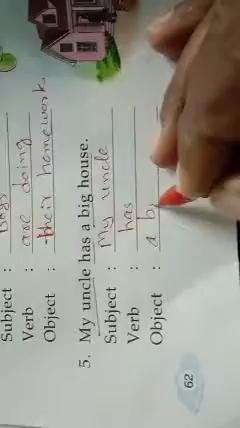 Subject : Boys
Verb : are doing
Object : their homework.
5. My uncle has a big house.
Subject : My uncle
Verb : has
Object : a b
62